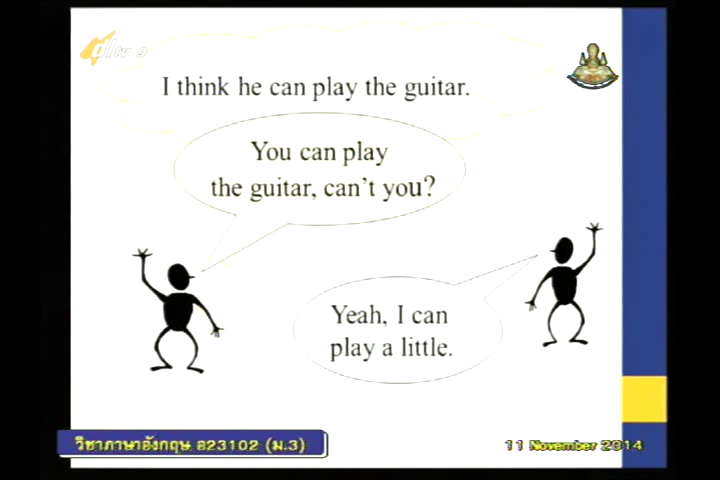 dltv 9
I think he can play the guitar.
You can play
the guitar, can't you?
Yeah, I can
play a little.
วิชาภาษาอังกฤษ อ23102 (ม.3)
11 November 2014